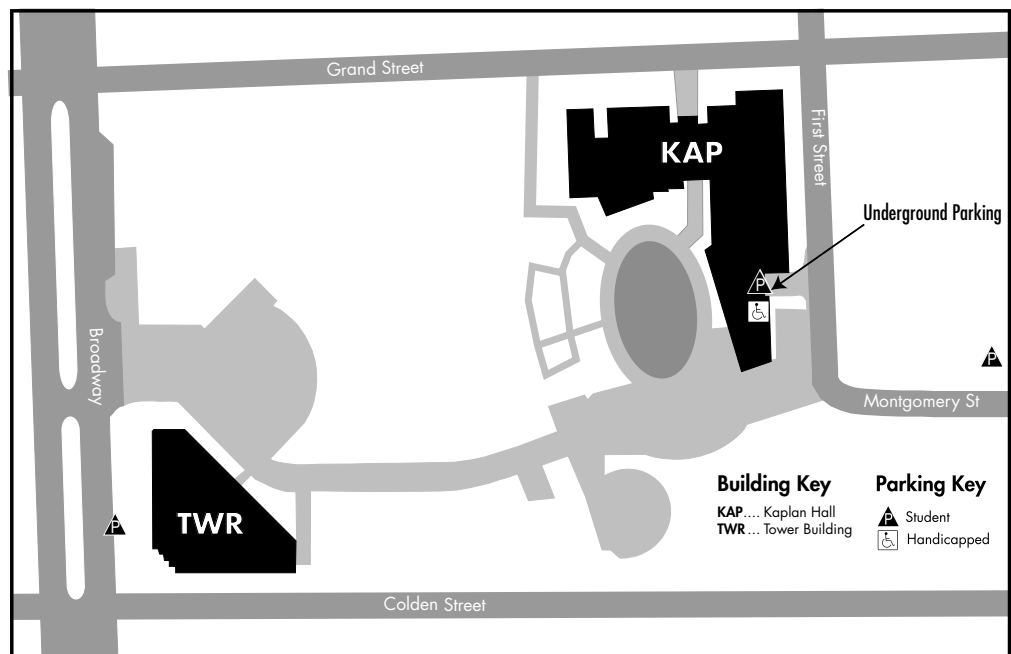 Grand Street
First Street
KAP
Underground Parking
P
Broadway
P
Montgomery St
TWR
P
Building Key
KAP.... Kaplan Hall
TWR... Tower Building
Parking Key
P Student
Handicapped
Colden Street